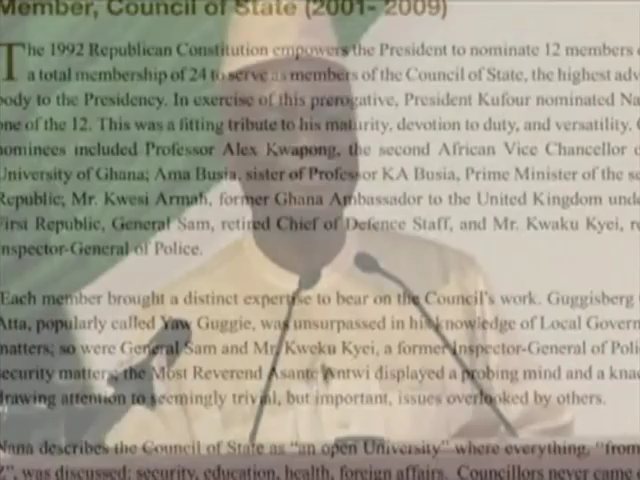 Member, Council of State (2001- 2009)
The 1992 Republican Constitution empowers the President to nominate 12 members
a total membership of 24 to serve as members of the Council of State, the highest adv
ody to the Presidency. In exercise of this prerogative, President Kufour nominated Na
one of the 12. This was a fitting tribute to his maturity, devotion to duty, and versatility.
nominees included Professor Alex Kwapong, the second African Vice Chancellor
University of Ghana; Ama Busia, sister of Professor KA Busia, Prime Minister of the se
Republic; Mr. Kwesi Armah, former Ghana Ambassador to the United Kingdom unde
First Republic, General Sam, retired Chief of Defence Staff, and Mr. Kwaku Kyei, re
nspector-General of Police.
Each member brought a distinct expertise to bear on the Council's work. Guggisberg
Atta, popularly called Yaw Guggie, was unsurpassed in his knowledge of Local Govern
matters; so were General Sam and Mr. Kweku Kyei, a former Inspector-General of Poli
ecurity matters; the Most Reverend Asante Antwi displayed a probing mind and a knac
drawing attention to seemingly trivial, but important, issues overlooked by others.
Nana describes the Council of State as "an open University" where everything, "from
Z", was discussed: security, education, health, foreign affairs. Councillors never came